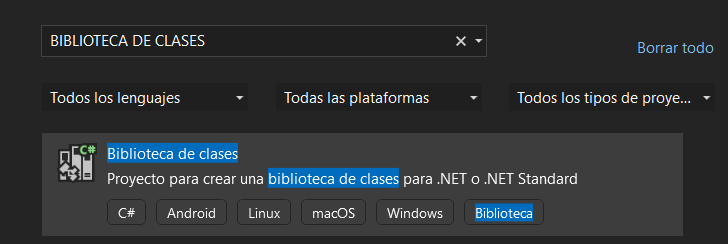 BIBLIOTECA DE CLASES
Borrar todo
Todos los lenguajes
Todas las plataformas
Todos los tipos de proye...
C#
Biblioteca de clases
Proyecto para crear una biblioteca de clases para .NET o .NET Standard
C# Android Linux macOS Windows Biblioteca